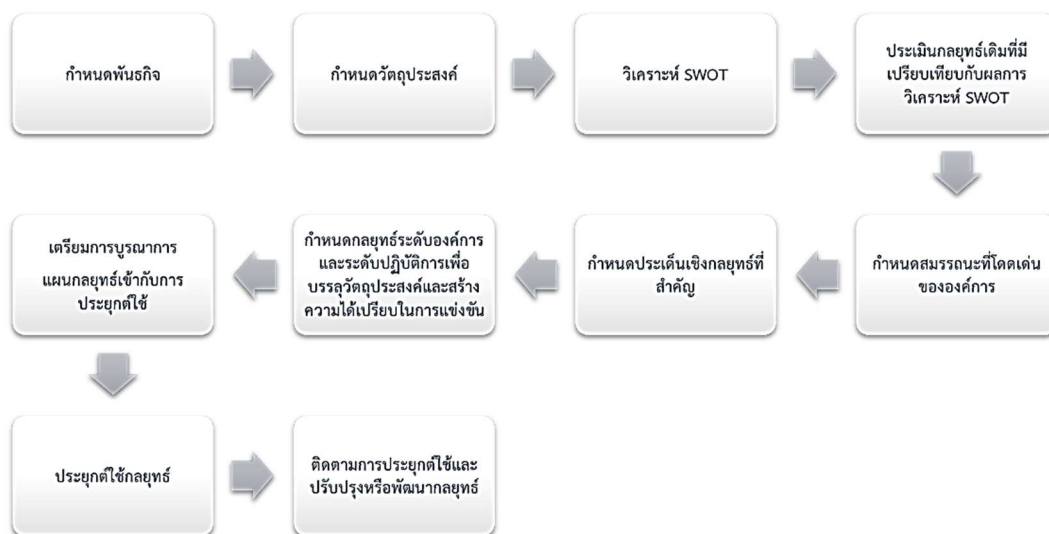 กำหนดพันธกิจ
กำหนดวัตถุประสงค์
วิเคราะห์ SWOT
ประเมินกลยุทธ์เดิมที่มี
เปรียบเทียบกับผลการ
วิเคราะห์ SWOT
กำหนดสมรรถนะที่โดดเด่น
ขององค์การ
กำหนดประเด็นเชิงกลยุทธ์ที่
สำคัญ
กำหนดกลยุทธ์ระดับองค์การ
และระดับปฏิบัติการเพื่อ
บรรลุวัตถุประสงค์และสร้าง
ความได้เปรียบในการแข่งขัน
เตรียมการบูรณาการ
แผนกลยุทธ์เข้ากับการ
ประยุกต์ใช้
ประยุกต์ใช้กลยุทธ์
ติดตามการประยุกต์ใช้และ
ปรับปรุงหรือพัฒนากลยุทธ์